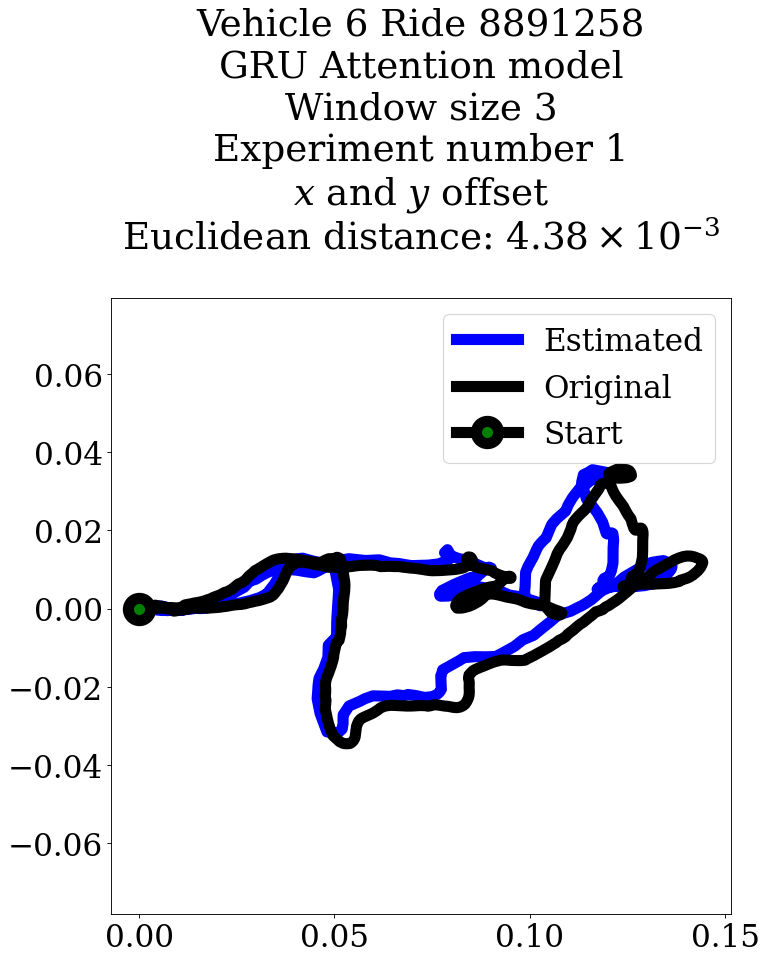 Vehicle 6 Ride 8891258
GRU Attention model
Window size 3
Experiment number 1
x and y offset
Euclidean distance: 4.38 × 10⁻³
Estimated
Original
Start
0.06
0.04
0.02
0.00
−0.02
−0.04
−0.06
0.00 0.05 0.10 0.15